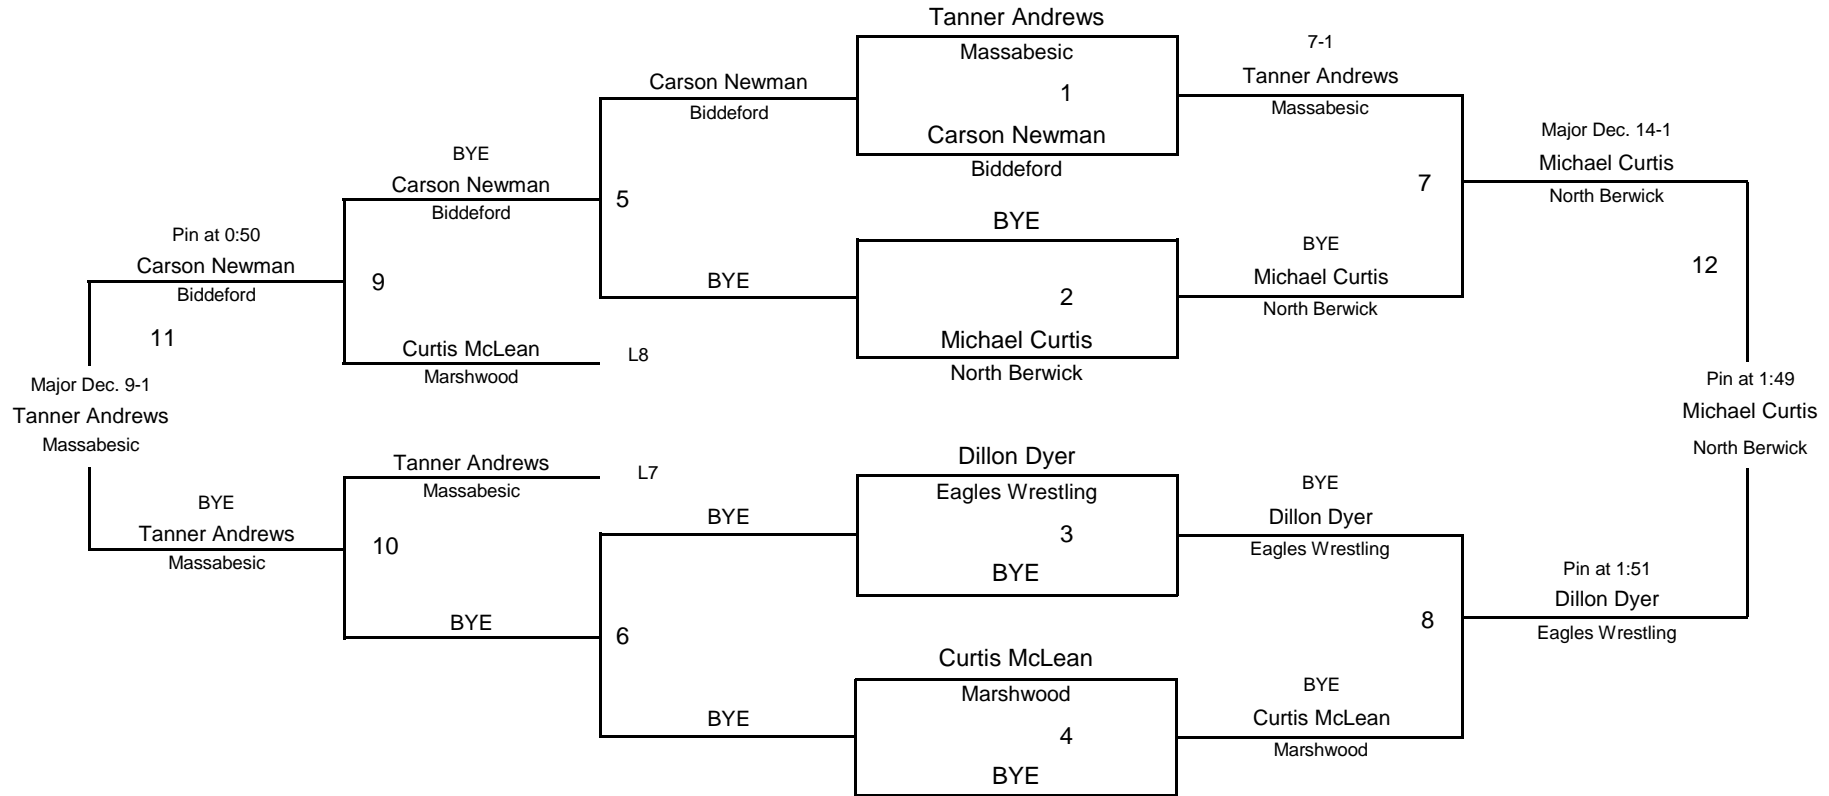 Tanner Andrews
Massabesic
1
Carson Newman
Biddeford
7-1
Tanner Andrews
Massabesic
Carson Newman
Biddeford
BYE
Carson Newman
Biddeford
5
BYE
BYE
2
Michael Curtis
North Berwick
BYE
Michael Curtis
North Berwick
7
Major Dec. 14-1
Michael Curtis
North Berwick
12
Pin at 0:50
Carson Newman
Biddeford
9
11
Curtis McLean
Marshwood
L8
Major Dec. 9-1
Tanner Andrews
Massabesic
Pin at 1:49
Michael Curtis
North Berwick
Tanner Andrews
Massabesic
L7
BYE
Tanner Andrews
Massabesic
10
BYE
BYE
6
BYE
Dillon Dyer
Eagles Wrestling
3
BYE
BYE
Dillon Dyer
Eagles Wrestling
Pin at 1:51
Dillon Dyer
Eagles Wrestling
8
Curtis McLean
Marshwood
4
BYE
BYE
Curtis McLean
Marshwood